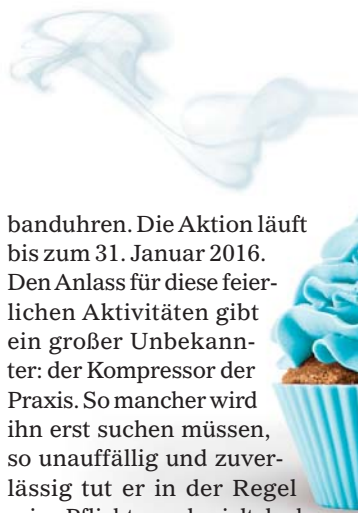 banduhren. Die Aktion läuft
bis zum 31. Januar 2016.
Den Anlass für diese feier-
lichen Aktivitäten gibt
ein großer Unbekann-
ter: der Kompressor der
Praxis. So mancher wird
ihn erst suchen müssen,
so unauffällig und zuver-
lässig tut er in der Regel